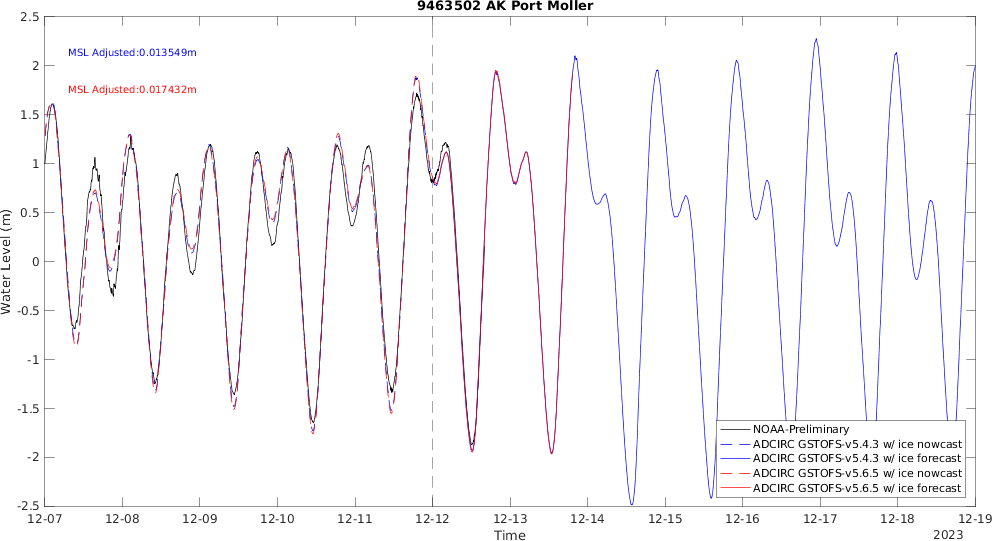 9463502 AK Port Moller
MSL Adjusted:0.013549m
MSL Adjusted:0.017432m
2.5
2
1.5
1
0.5
0
-0.5
-1
-1.5
-2
-2.5
Water Level (m)
NOAA-Preliminary
ADCIRC GSTOFS-v5.4.3 w/ ice nowcast
ADCIRC GSTOFS-v5.4.3 w/ ice forecast
ADCIRC GSTOFS-v5.6.5 w/ ice nowcast
ADCIRC GSTOFS-v5.6.5 w/ ice forecast
12-07 12-08 12-09 12-10 12-11 12-12 12-13 12-14 12-15 12-16 12-17 12-18 12-19
Time
2023